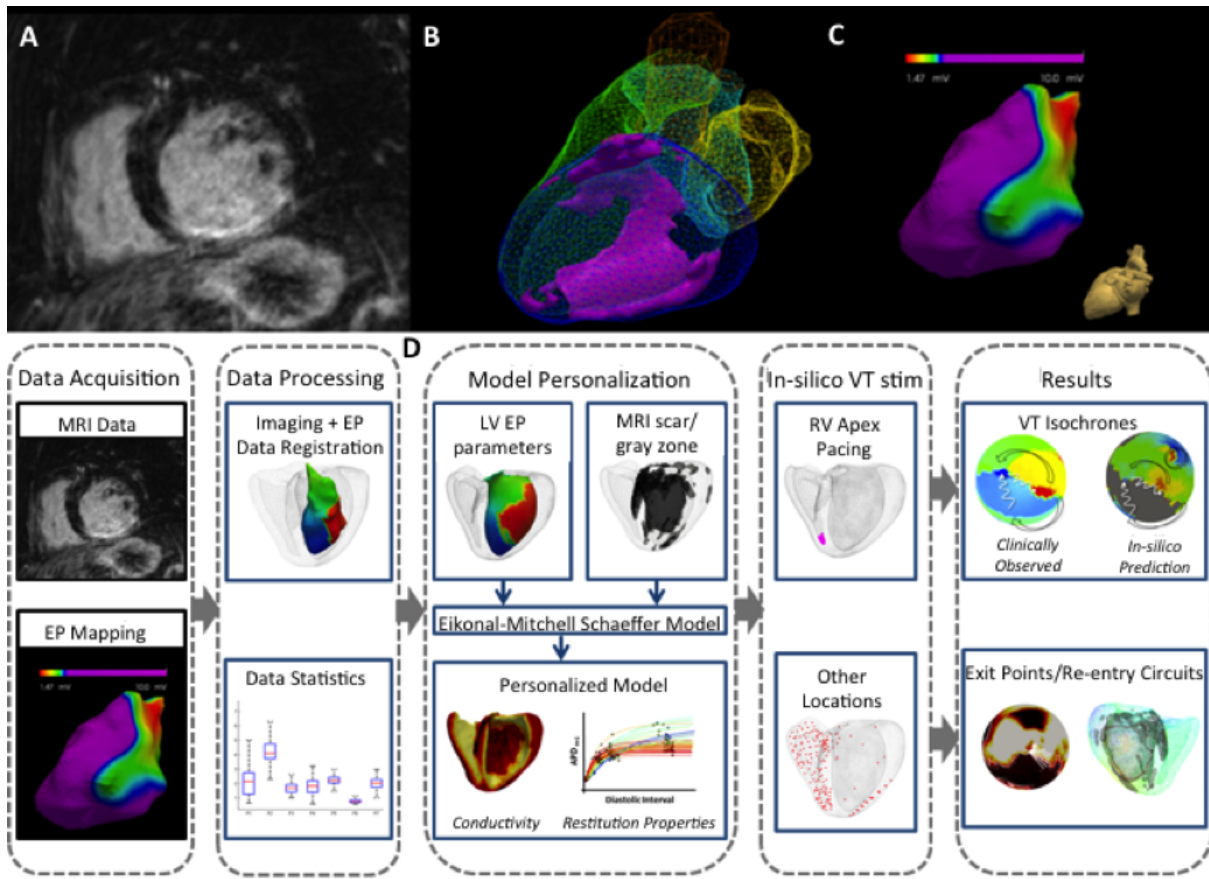 A
B
C
1.47 mV
10.0 mV
D
Data Acquisition
MRI Data
EP Mapping
1.47 mV
10.0 mV
Data Processing
Imaging + EP
Data Registration
Data Statistics
Model Personalization
LV EP
parameters
MRI scar/
gray zone
Eikonal-Mitchell Schaeffer Model
Personalized Model
Conductivity
Diastolic Interval
Restitution Properties
In-silico VT stim
RV Apex
Pacing
Other
Locations
Results
VT Isochrones
Clinically
Observed
In-silico
Prediction
Exit Points/Re-entry Circuits